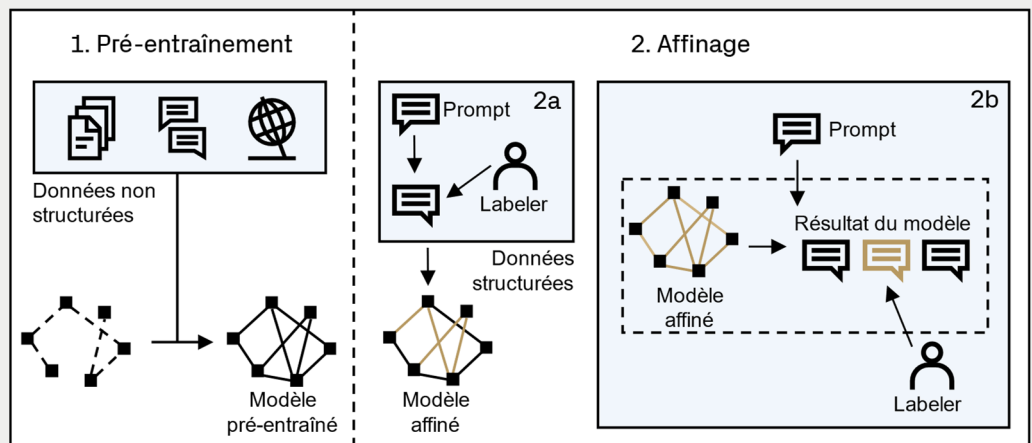 1. Pré-entraînement
2. Affinage
Données non
structurées
Modèle
pré-entraîné
2a
Prompt
Labeler
Données
structurées
Modèle
affiné
2b
Prompt
Résultat du modèle
Modèle
affiné
Labeler